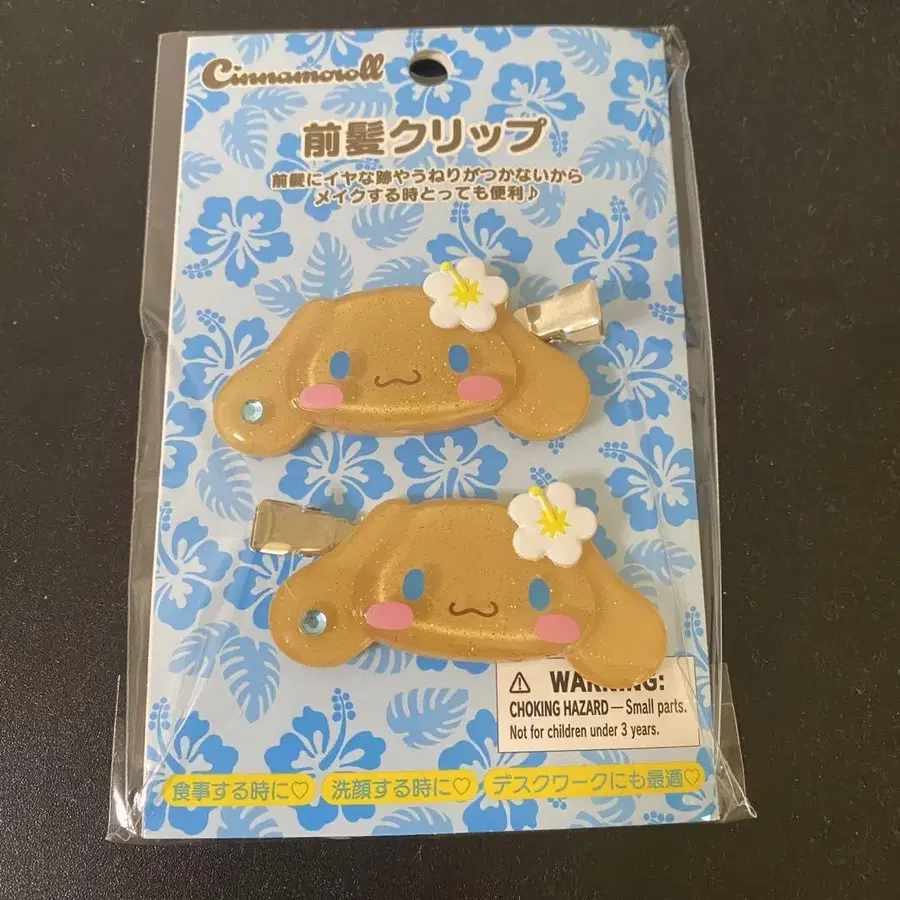 Cinnamoroll
前髪クリップ
前髪にイヤな跡やうねりがつかないから
メイクする時とっても便利♪
WARNING:
CHOKING HAZARD — Small parts.
Not for children under 3 years.
食事する時に♡ 洗顔する時に♡ デスクワークにも最適♡